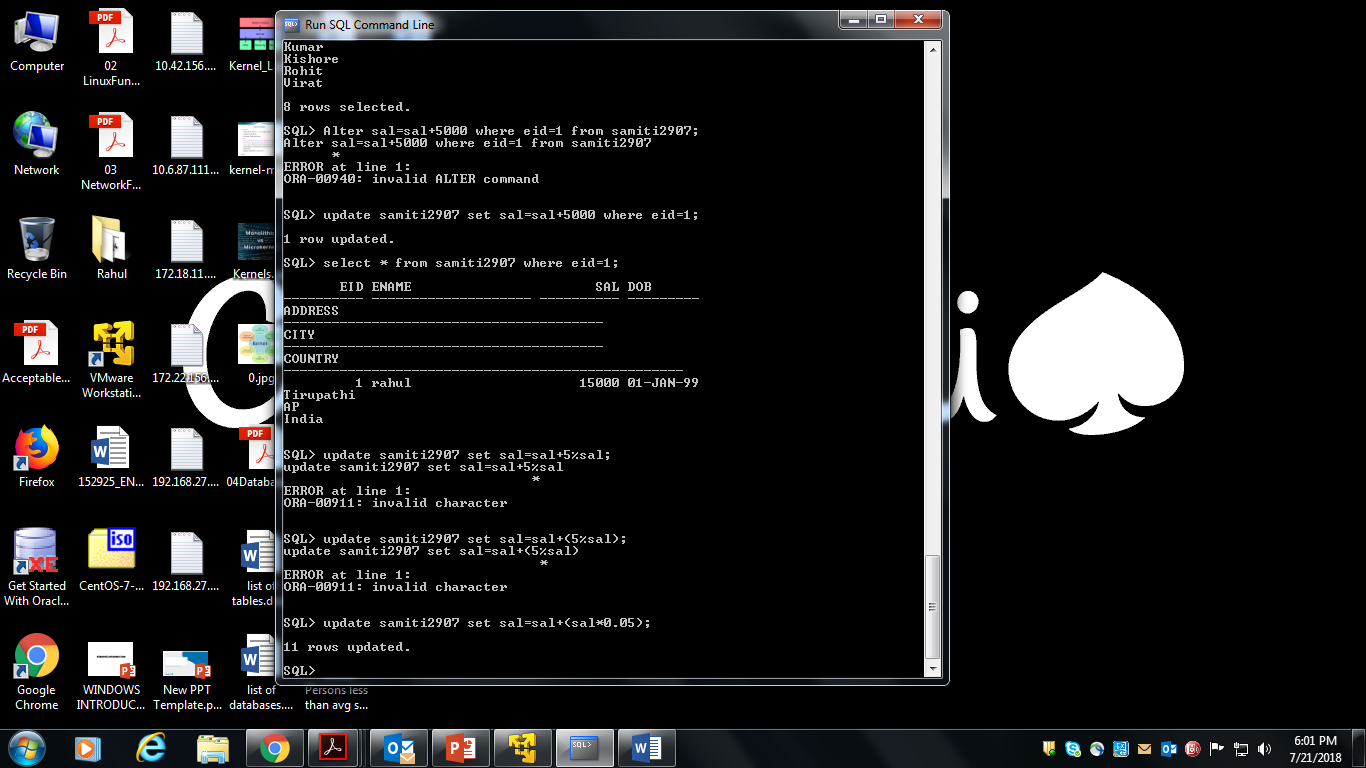 Computer
02 LinuxFun...
10.42.156....
Kernel_L
Network
03 NetworkF...
10.6.87.111...
kernel-m
Recycle Bin
Rahul
172.18.11....
Kernels.
Acceptable...
VMware Workstati...
172.22.156....
0.jpg
Firefox
152925_EN...
192.168.27....
04Databa
Get Started With Oracl...
CentOS-7-...
192.168.27....
list of tables.d
Google Chrome
WINDOWS INTRODUC...
New PPT Template.p...
list of databases....
Persons less than avg s...
Run SQL Command Line
Kumar
Kishore
Rohit
Virat
8 rows selected.
SQL> Alter sal=sal+5000 where eid=1 from samiti2907;
Alter sal=sal+5000 where eid=1 from samiti2907
*
ERROR at line 1:
ORA-00940: invalid ALTER command
SQL> update samiti2907 set sal=sal+5000 where eid=1;
1 row updated.
SQL> select * from samiti2907 where eid=1;
EID ENAME SAL DOB
ADDRESS
CITY
COUNTRY
1 rahul 15000 01-JAN-99
Tirupathi
AP
India
SQL> update samiti2907 set sal=sal+5%sal;
update samiti2907 set sal=sal+5%sal
*
ERROR at line 1:
ORA-00911: invalid character
SQL> update samiti2907 set sal=sal+(5%sal);
update samiti2907 set sal=sal+(5%sal)
*
ERROR at line 1:
ORA-00911: invalid character
SQL> update samiti2907 set sal=sal+(sal*0.05);
11 rows updated.
SQL>
6:01 PM
7/21/2018